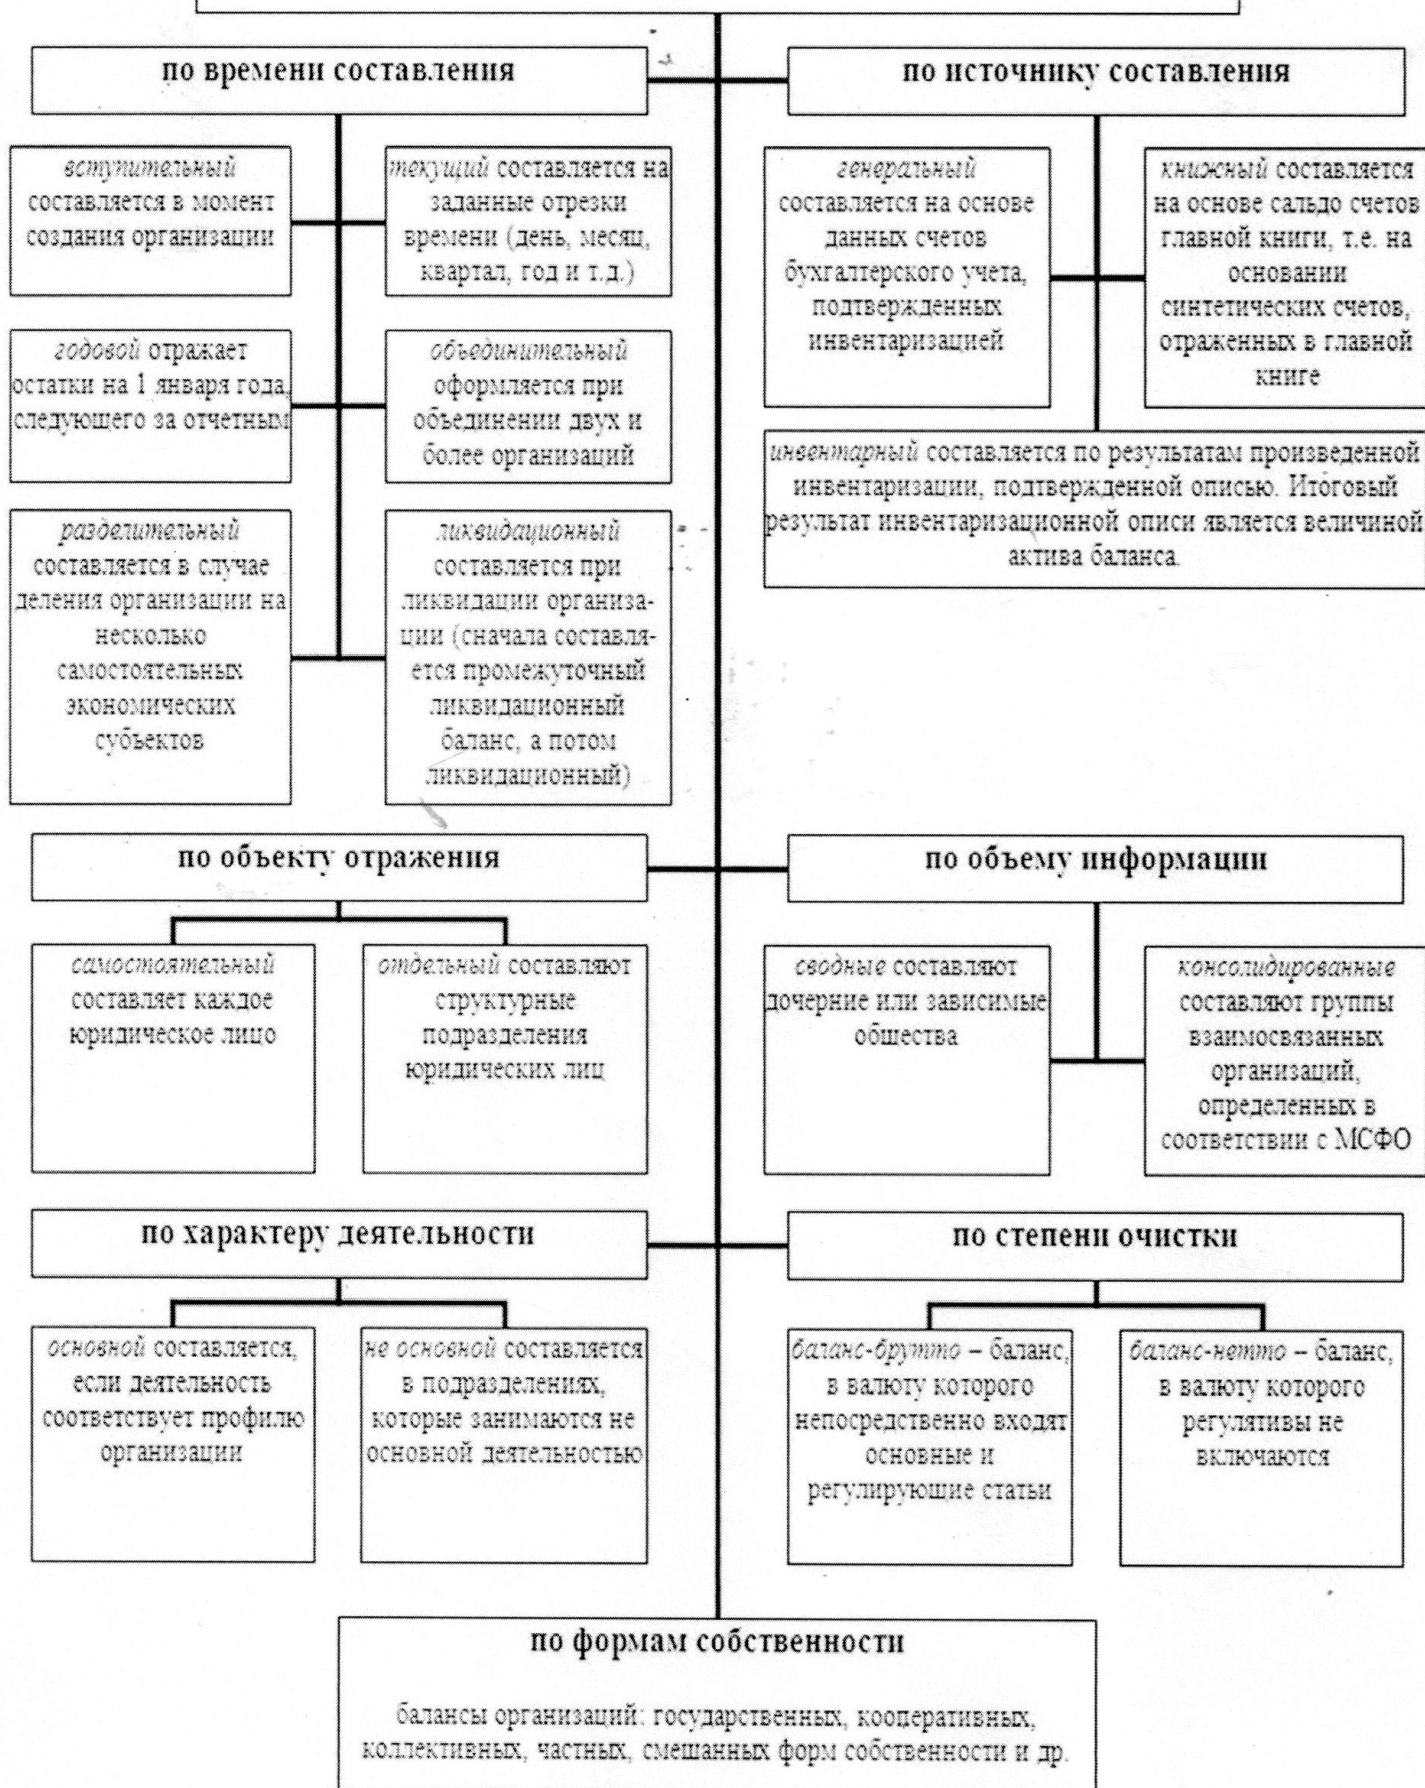 по времени составления
вступительный
составляется в момент
создания организации
текущий составляется на
заданные отрезки
времени (день, месяц,
квартал, год и т.д.)
годовой отражает
остатки на 1 января года,
следующего за отчетным
объединительный
оформляется при
объединении двух и
более организаций
разделительный
составляется в случае
деления организации на
несколько
самостоятельных
экономических
субъектов
ликвидационный
составляется при
ликвидации организа-
ции (сначала составля-
ется промежуточный
ликвидационный
баланс, а потом
ликвидационный)
по источнику составления
генеральный
составляется на основе
данных счетов
бухгалтерского учета,
подтвержденных
инвентаризацией
книжный составляется
на основе сальдо счетов
главной книги, т.е. на
основании
синтетических счетов,
отраженных в главной
книге
инвентарный составляется по результатам произведенной
инвентаризации, подтвержденной описью. Итоговый
результат инвентаризационной описи является величиной
актива баланса.
по объекту отражения
самостоятельный
составляет каждое
юридическое лицо
отдельный составляют
структурные
подразделения
юридических лиц
по объему информации
сводные составляют
дочерние или зависимые
общества
консолидированные
составляют группы
взаимосвязанных
организаций,
определенных в
соответствии с МСФО
по характеру деятельности
основной составляется,
если деятельность
соответствует профилю
организации
не основной составляется
в подразделениях,
которые занимаются не
основной деятельностью
по степени очистки
баланс-брутто – баланс,
в валюту которого
непосредственно входят
основные и
регулирующие статьи
баланс-нетто – баланс,
в валюту которого
регулятивы не
включаются
по формам собственности
балансы организаций: государственных, кооперативных,
коллективных, частных, смешанных форм собственности и др.